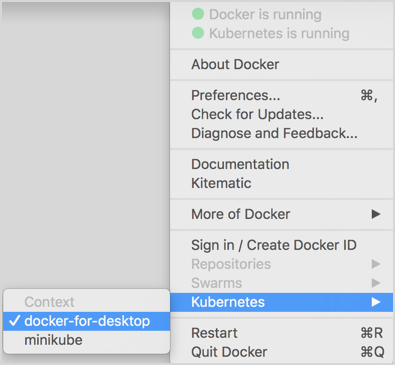 Docker is running
Kubernetes is running
About Docker
Preferences... ⌘,
Check for Updates...
Diagnose and Feedback...
Documentation
Kitematic
More of Docker ▶
Sign in / Create Docker ID
Repositories ▶
Swarms ▶
Kubernetes ▶
Context
✓ docker-for-desktop
minikube
Restart ⌘R
Quit Docker ⌘Q